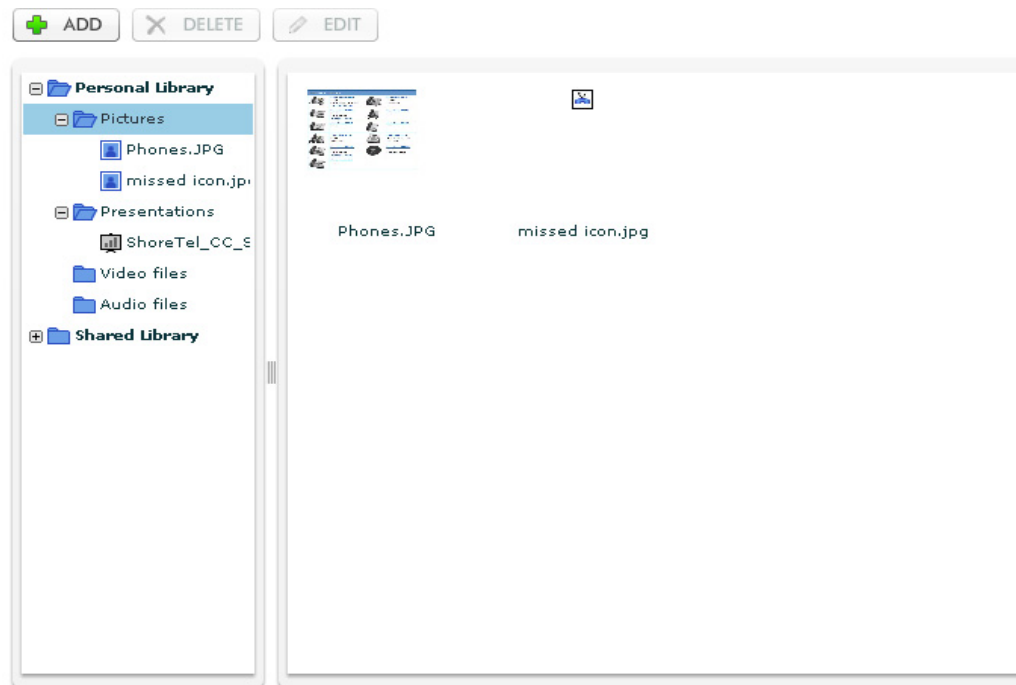 ADD DELETE EDIT
Personal Library
Pictures
Phones.JPG
missed icon.jp
Presentations
ShoreTel_CC_S
Video files
Audio files
Shared Library
Phones.JPG missed icon.jpg